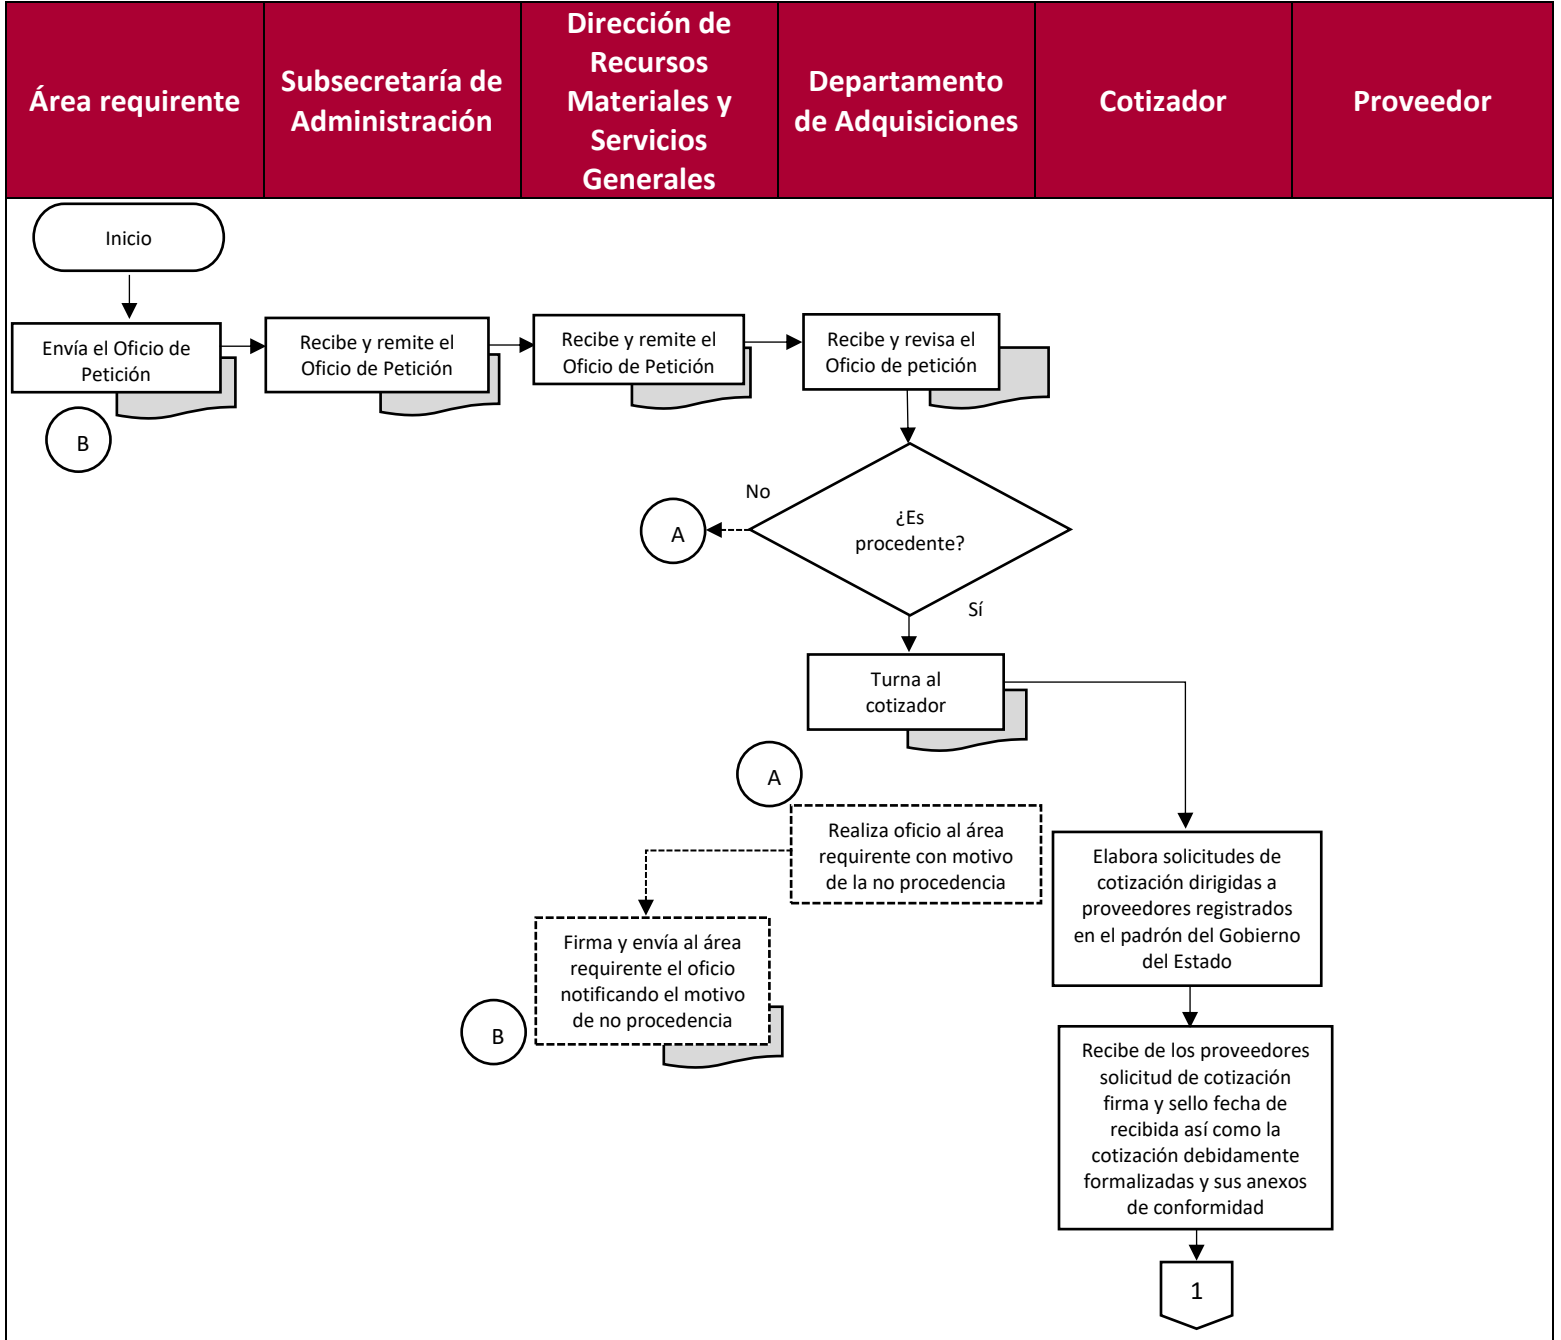 Área requirente
Subsecretaría de
Administración
Dirección de
Recursos
Materiales y
Servicios
Generales
Departamento
de Adquisiciones
Cotizador
Proveedor
Inicio
Envía el Oficio de
Petición
B
Recibe y remite el
Oficio de Petición
Recibe y remite el
Oficio de Petición
Recibe y revisa el
Oficio de petición
No
A
¿Es
procedente?
Sí
Turna al
cotizador
A
Realiza oficio al área
requirente con motivo
de la no procedencia
Firma y envía al área
requirente el oficio
notificando el motivo
de no procedencia
B
Elabora solicitudes de
cotización dirigidas a
proveedores registrados
en el padrón del Gobierno
del Estado
Recibe de los proveedores
solicitud de cotización
firma y sello fecha de
recibida así como la
cotización debidamente
formalizadas y sus anexos
de conformidad
1